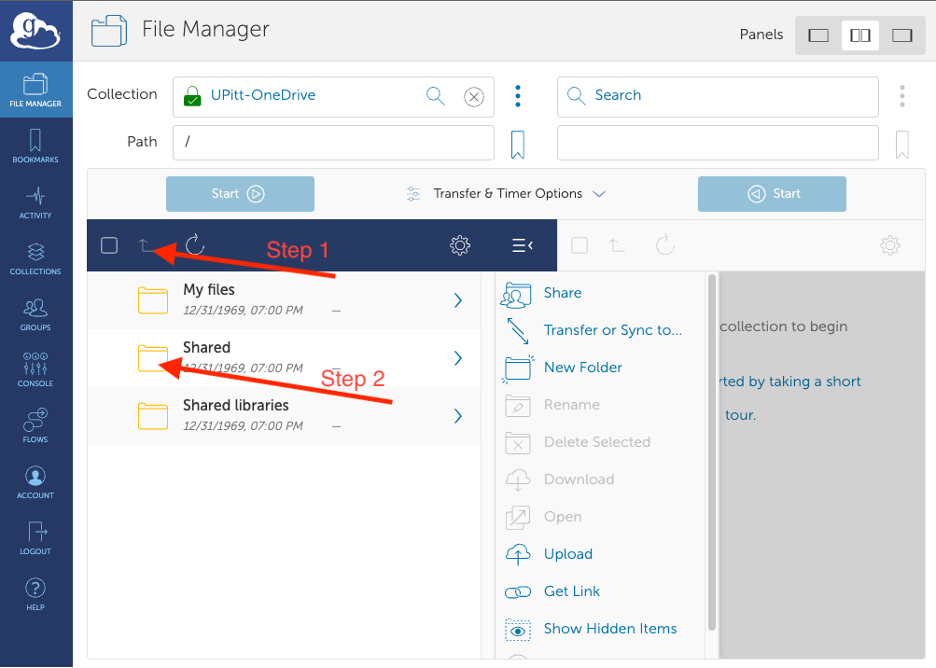 g
File Manager
Panels
FILE MANAGER
BOOKMARKS
ACTIVITY
COLLECTIONS
GROUPS
CONSOLE
FLOWS
ACCOUNT
LOGOUT
?
HELP
Collection
UPitt-OneDrive
Search
Path
/
Start
Transfer & Timer Options
Start
Step 1
My files
12/31/1969, 07:00 PM —
Shared
12/31/1969, 07:00 PM —
Step 2
Shared libraries
12/31/1969, 07:00 PM —
Share
Transfer or Sync to...
New Folder
Rename
Delete Selected
Download
Open
Upload
Get Link
Show Hidden Items
collection to begin
by taking a short
tour.